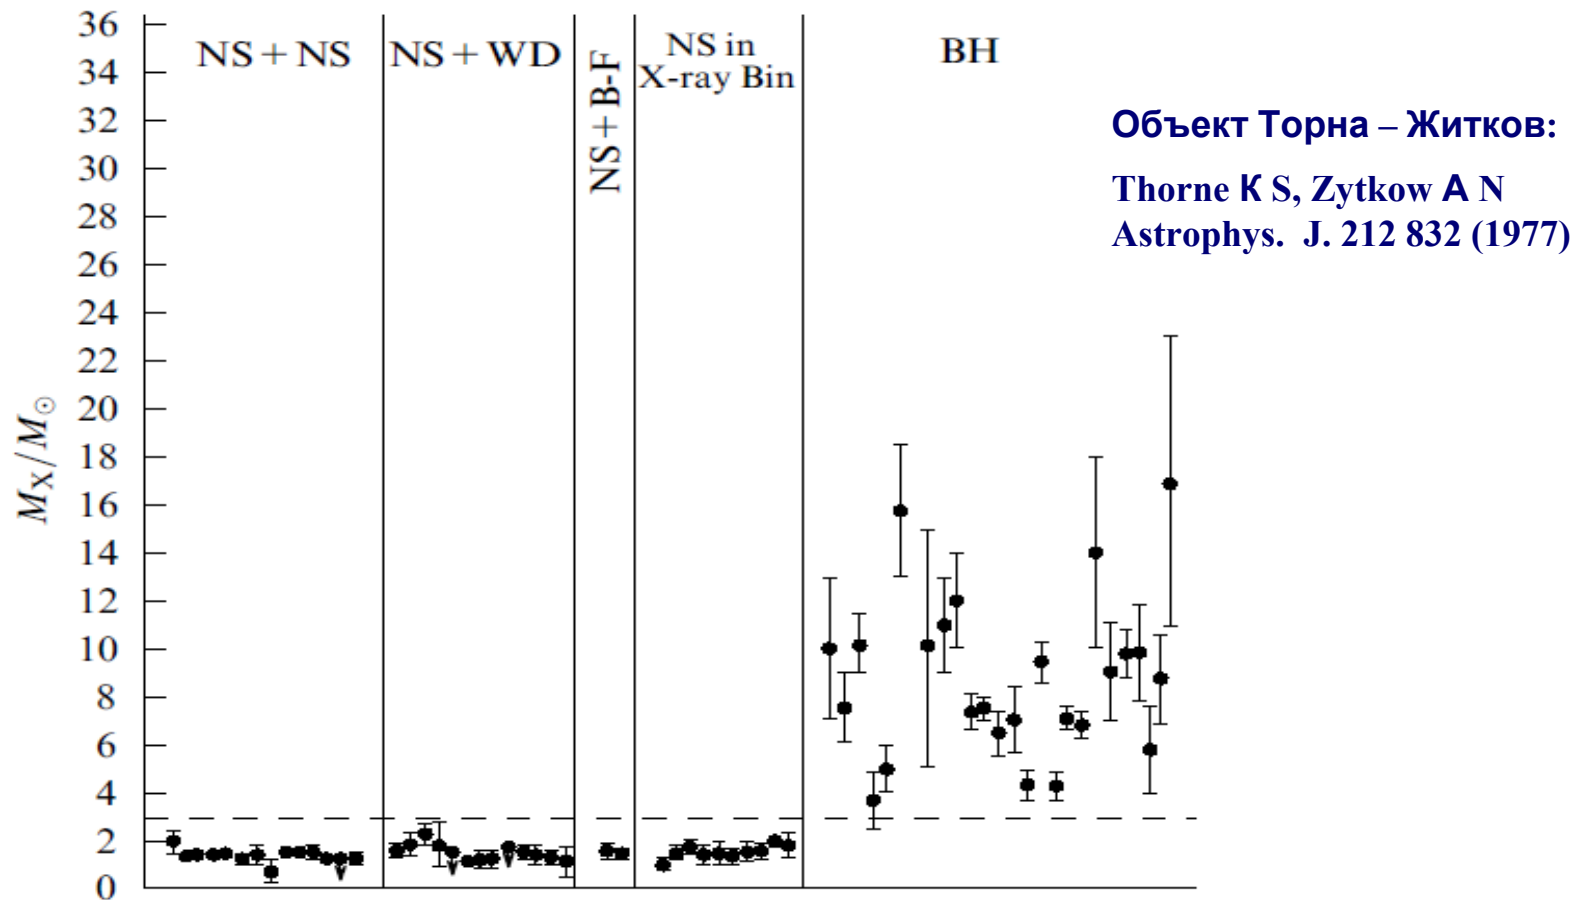 NS + NS
NS + WD
NS + B-F
NS in
X-ray Bin
BH
Объект Торна – Житков:
Thorne К S, Zytkow А N
Astrophys. J. 212 832 (1977)
M_X/M_☉
36
34
32
30
28
26
24
22
20
18
16
14
12
10
8
6
4
2
0